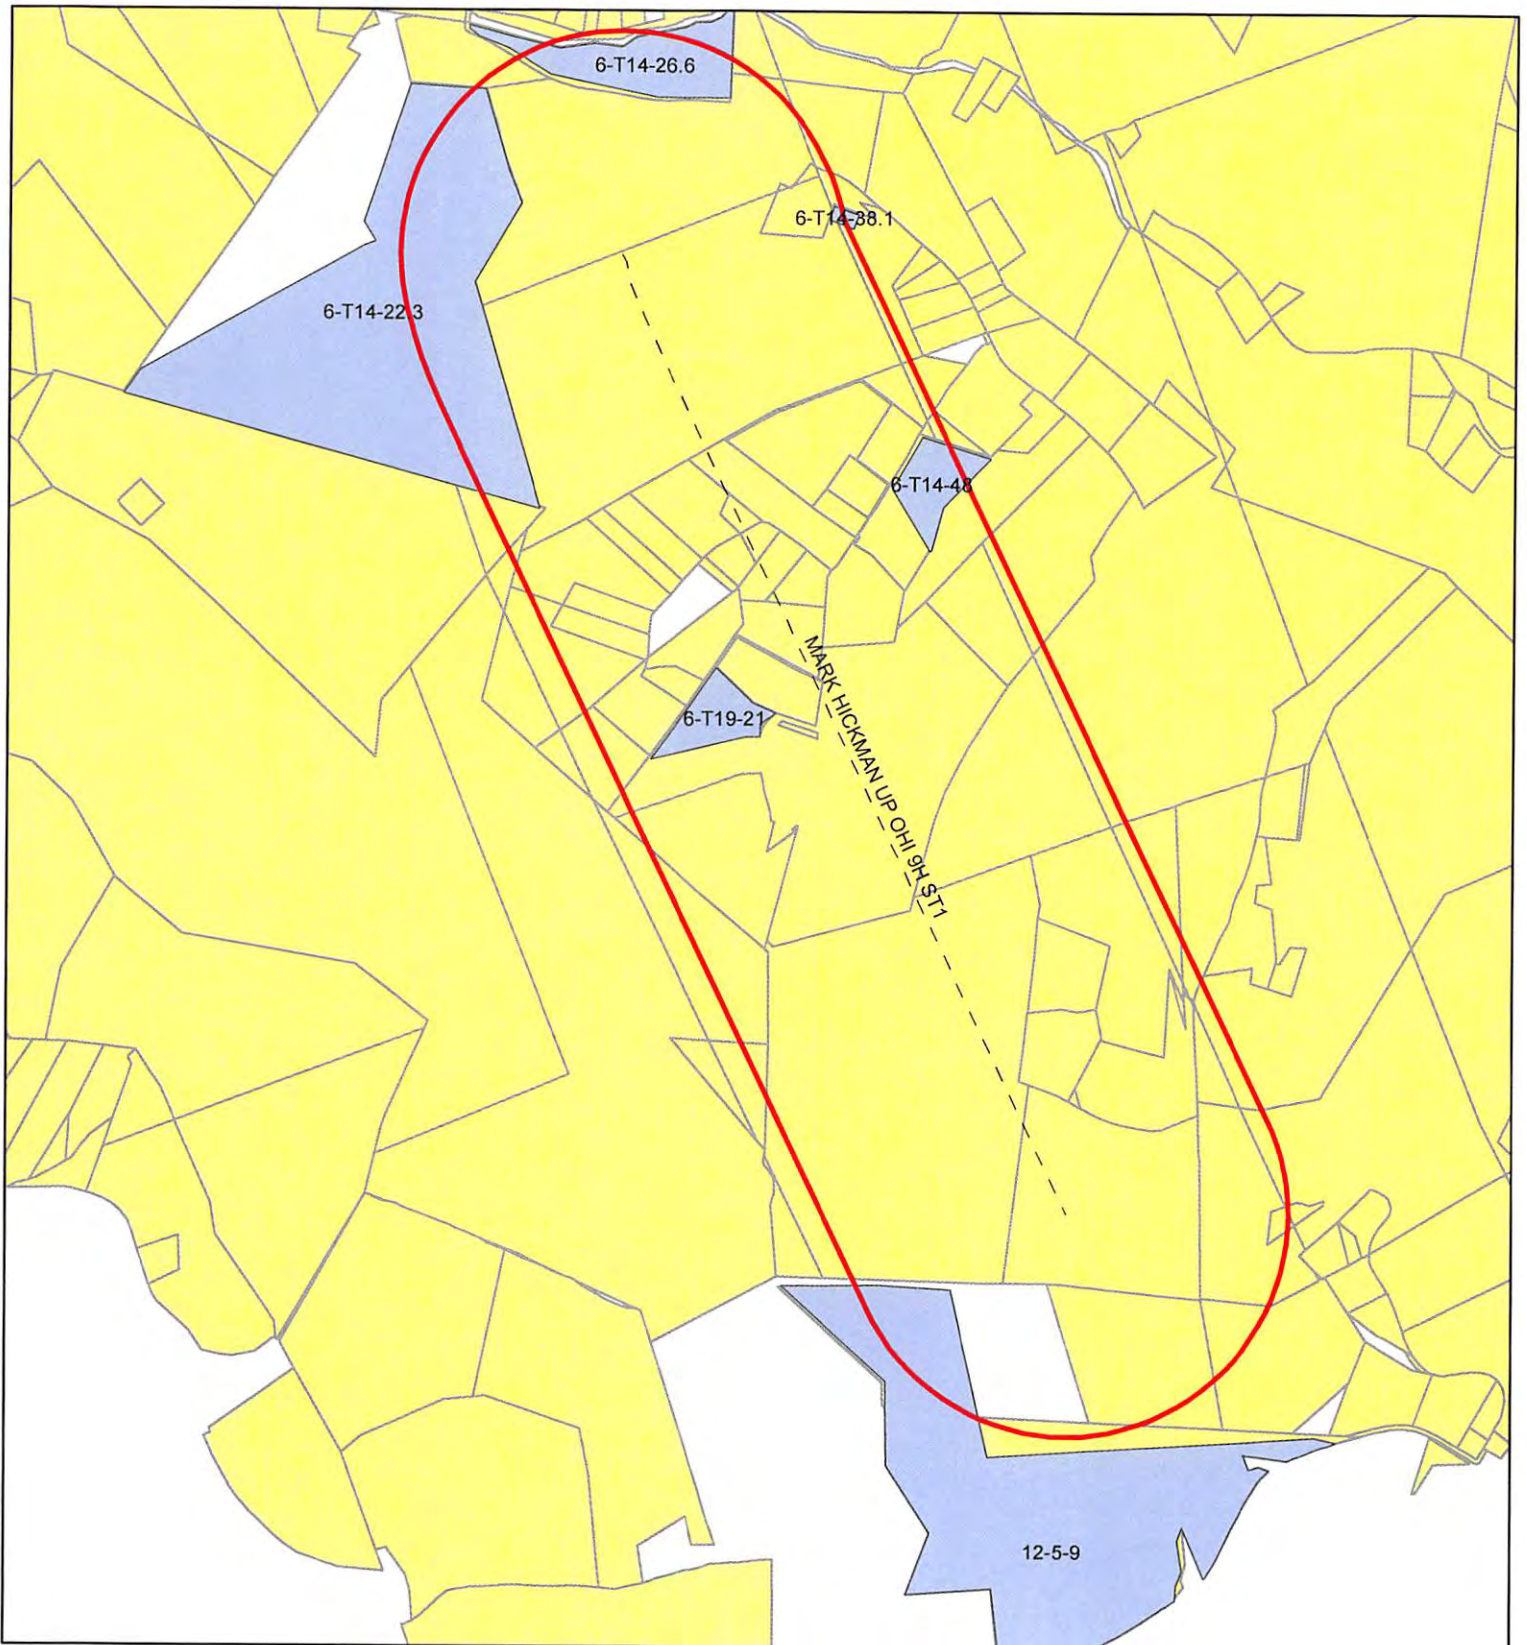 6-T14-26.6
6-T14-38.1
6-T14-22.3
6-T14-48
6-T19-21
MARK HICKMAN UP OHI 9H ST1
12-5-9